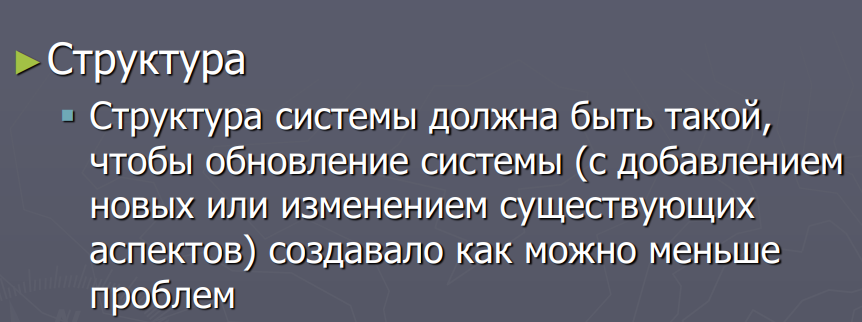 Структура
Структура системы должна быть такой,
чтобы обновление системы (с добавлением
новых или изменением существующих
аспектов) создавало как можно меньше
проблем